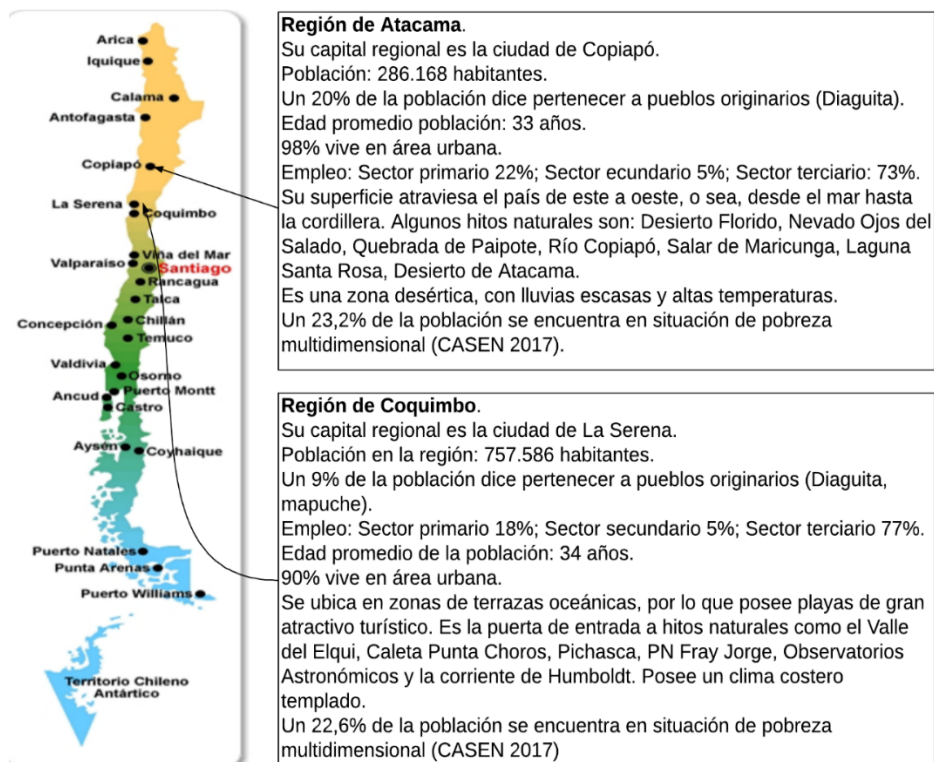 Arica
Iquique
Calama
Antofagasta
Copiapó
La Serena
Coquimbo
Viña del Mar
Valparaiso
Santiago
Rancagua
Talca
Chillán
Concepción
Temuco
Valdivia
Osorno
Puerto Montt
Ancud
Castro
Aysén
Coyhaique
Puerto Natales
Punta Arenas
Puerto Williams
Territorio Chileno
Antártico
Región de Atacama.
Su capital regional es la ciudad de Copiapó.
Población: 286.168 habitantes.
Un 20% de la población dice pertenecer a pueblos originarios (Diaguita).
Edad promedio población: 33 años.
98% vive en área urbana.
Empleo: Sector primario 22%; Sector ecundario 5%; Sector terciario: 73%.
Su superficie atraviesa el país de este a oeste, o sea, desde el mar hasta
la cordillera. Algunos hitos naturales son: Desierto Florido, Nevado Ojos del
Salado, Quebrada de Paipote, Río Copiapó, Salar de Maricunga, Laguna
Santa Rosa, Desierto de Atacama.
Es una zona desértica, con lluvias escasas y altas temperaturas.
Un 23,2% de la población se encuentra en situación de pobreza
multidimensional (CASEN 2017).
Región de Coquimbo.
Su capital regional es la ciudad de La Serena.
Población en la región: 757.586 habitantes.
Un 9% de la población dice pertenecer a pueblos originarios (Diaguita,
mapuche).
Empleo: Sector primario 18%; Sector secundario 5%; Sector terciario 77%.
Edad promedio de la población: 34 años.
90% vive en área urbana.
Se ubica en zonas de terrazas oceánicas, por lo que posee playas de gran
atractivo turístico. Es la puerta de entrada a hitos naturales como el Valle
del Elqui, Caleta Punta Choros, Pichasca, PN Fray Jorge, Observatorios
Astronómicos y la corriente de Humboldt. Posee un clima costero
templado.
Un 22,6% de la población se encuentra en situación de pobreza
multidimensional (CASEN 2017)